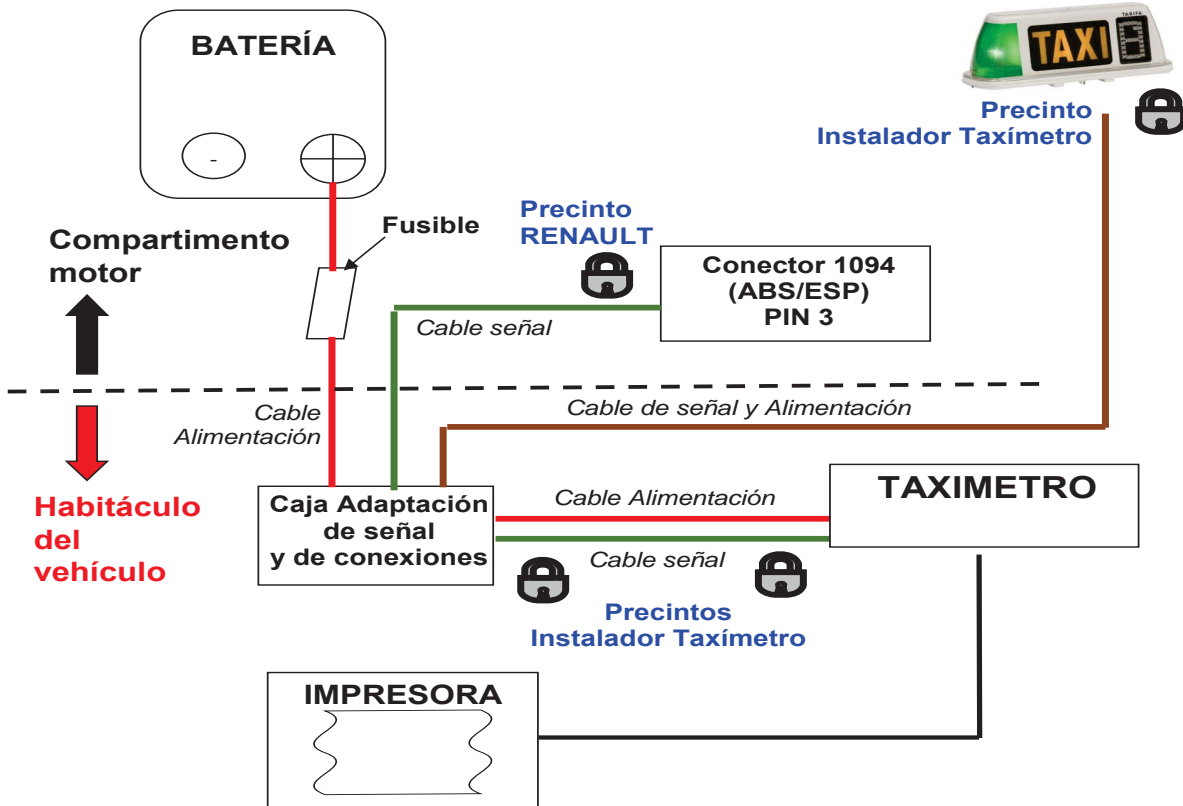 BATERÍA
-
TARIFA
TAXI
8
Precinto
Instalador Taxímetro
Fusible
Precinto
RENAULT
Compartimento
motor
Conector 1094
(ABS/ESP)
PIN 3
Cable señal
Cable
Alimentación
Cable de señal y Alimentación
Habitáculo
del
vehículo
Caja Adaptación
de señal
y de conexiones
Cable Alimentación
Cable señal
TAXIMETRO
Precintos
Instalador Taxímetro
IMPRESORA